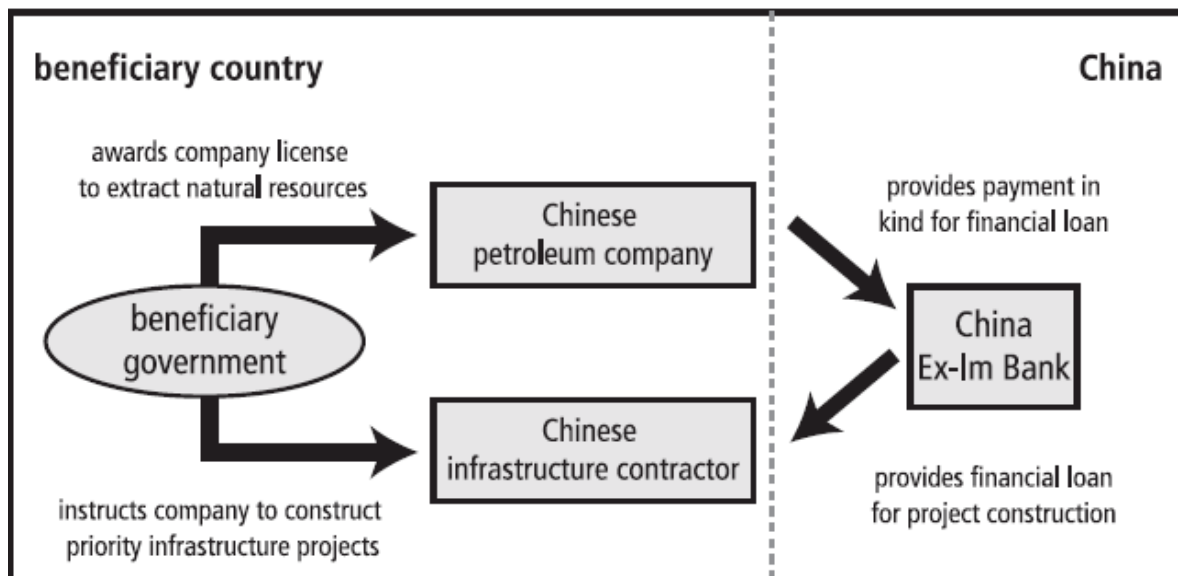 beneficiary country
China
awards company license
to extract natural resources
Chinese
petroleum company
provides payment in
kind for financial loan
beneficiary
government
China
Ex-Im Bank
Chinese
infrastructure contractor
instructs company to construct
priority infrastructure projects
provides financial loan
for project construction